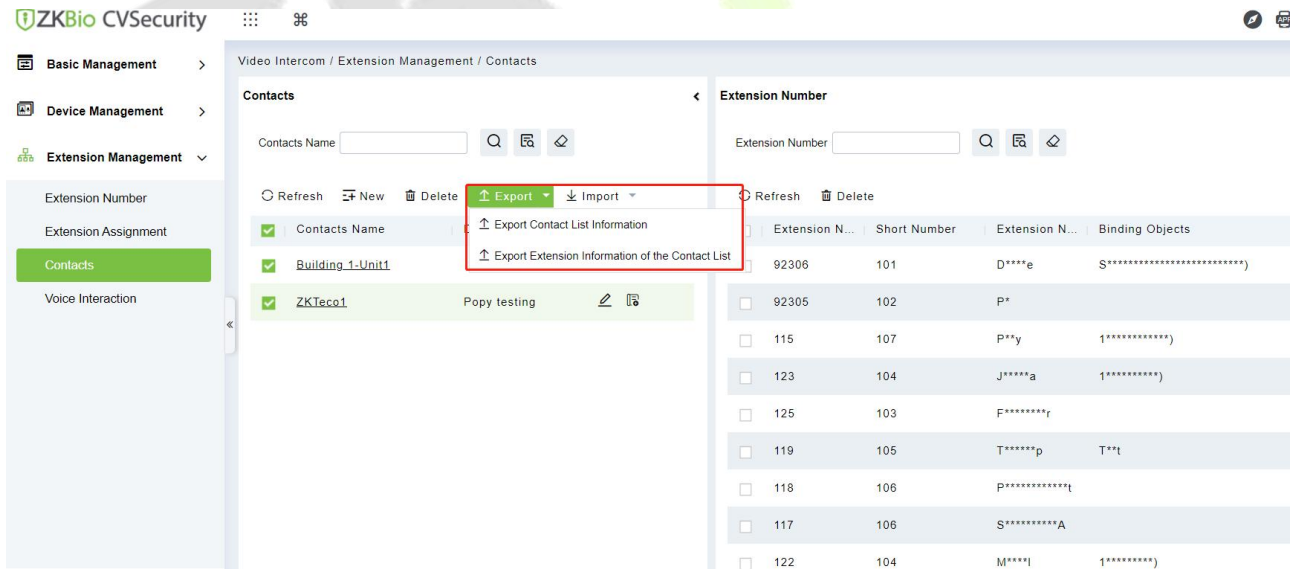 ZKBio CVSecurity
Basic Management
Device Management
Extension Management
Extension Number
Extension Assignment
Contacts
Voice Interaction
Video Intercom / Extension Management / Contacts
Contacts
Contacts Name
Refresh New Delete Export Import
Export Contact List Information
Export Extension Information of the Contact List
Contacts Name
Building 1-Unit1
ZKTeco1 Popy testing
Extension Number
Extension Number
Refresh Delete
Extension N... Short Number Extension N... Binding Objects
92306 101 D****e S**************************)
92305 102 P*
115 107 P**y 1************)
123 104 J*****a 1**********)
125 103 F********r
119 105 T******p T**t
118 106 P************t
117 106 S**********A
122 104 M****l 1*********)